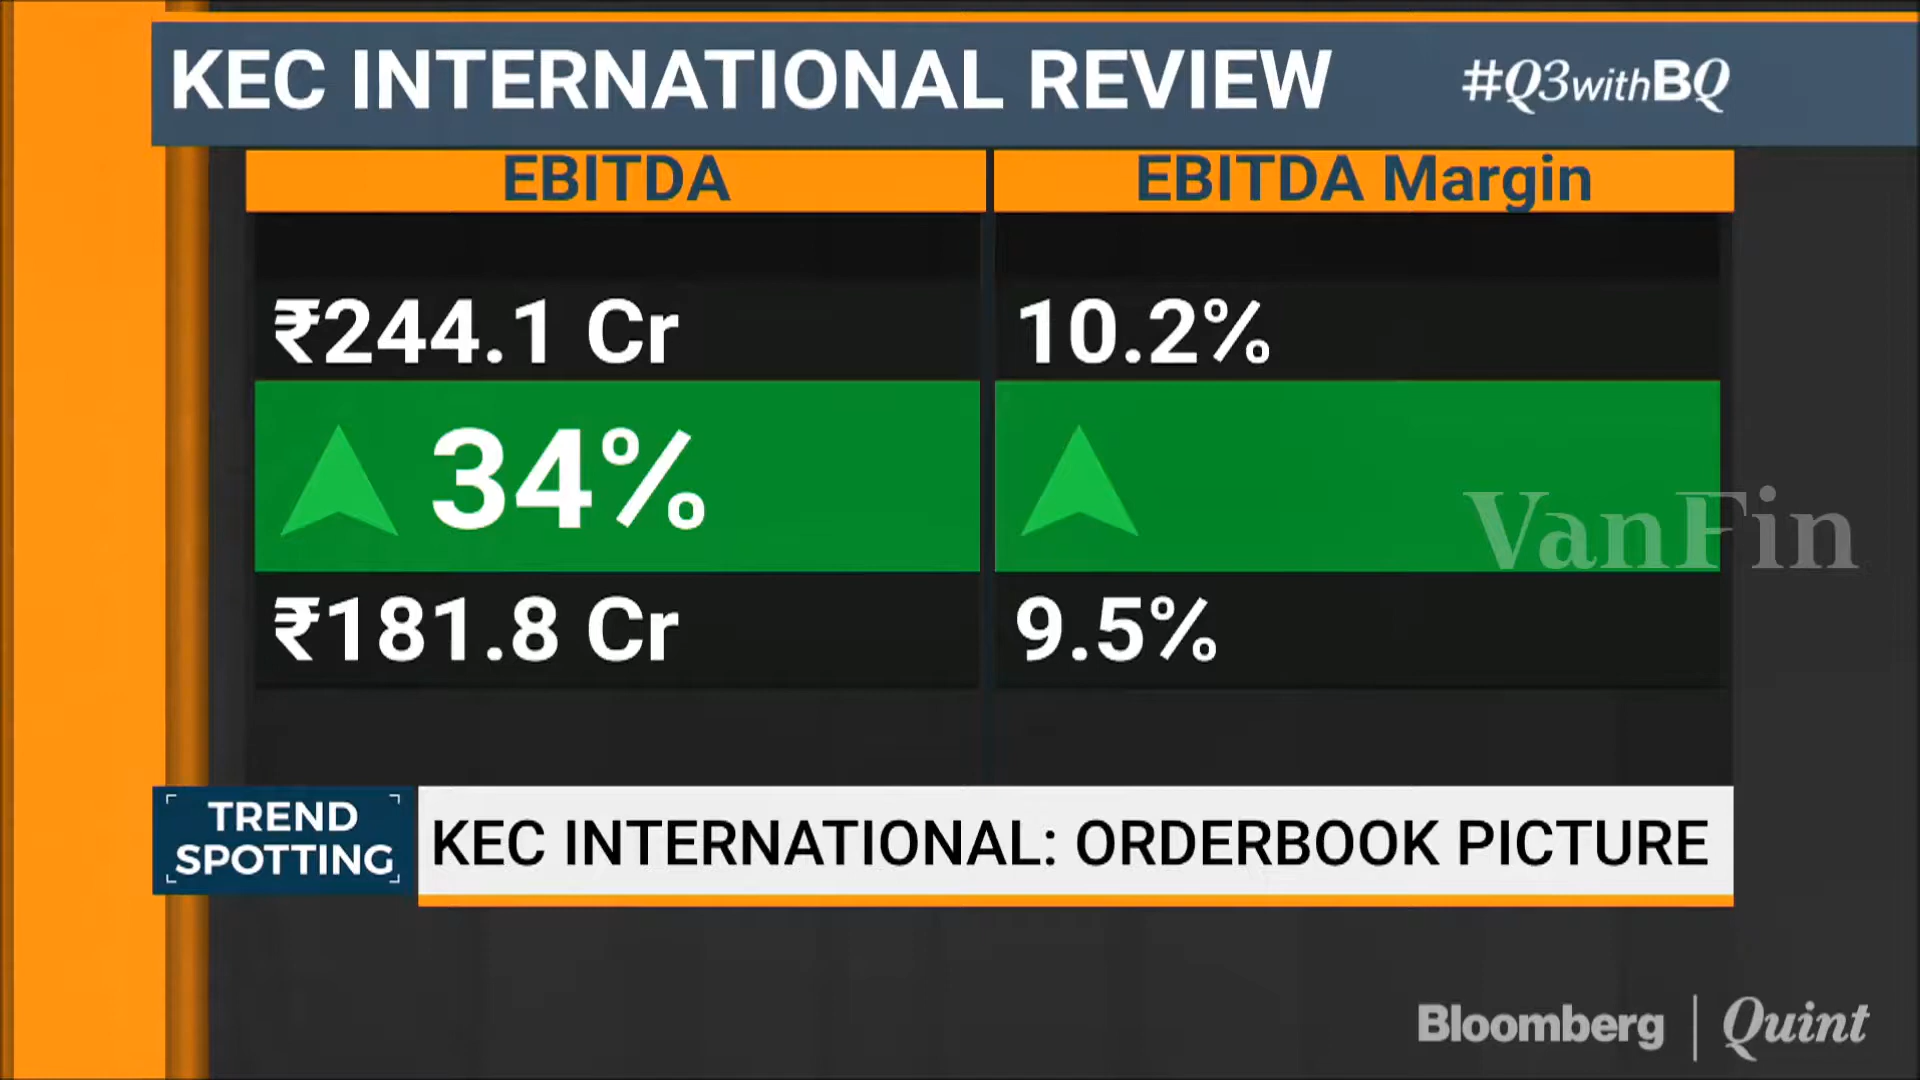 KEC INTERNATIONAL REVIEW
#Q3withBQ
EBITDA
EBITDA Margin
₹244.1 Cr
10.2%
34%
VanFin
₹181.8 Cr
9.5%
TREND
SPOTTING
KEC INTERNATIONAL: ORDERBOOK PICTURE
Bloomberg | Quint